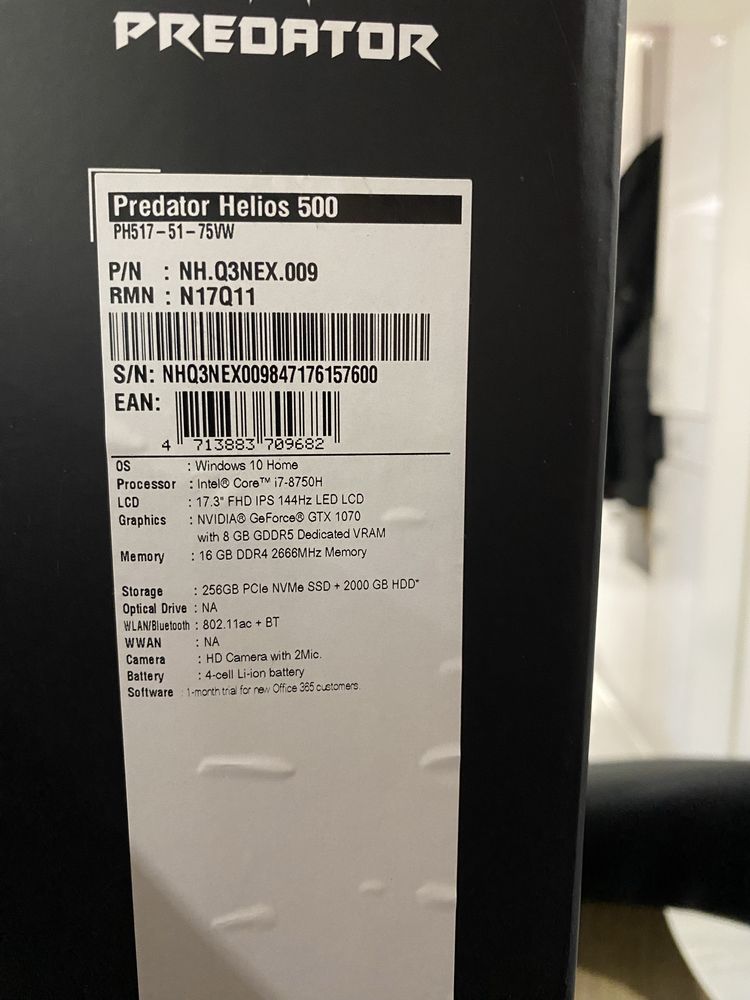 PREDATOR
Predator Helios 500
PH517-51-75VW
P/N : NH.Q3NEX.009
RMN : N17Q11
S/N: NHQ3NEX009847176157600
EAN:
4 713883 709682
OS : Windows 10 Home
Processor : Intel® Core™ i7-8750H
LCD : 17.3" FHD IPS 144Hz LED LCD
Graphics : NVIDIA® GeForce® GTX 1070
with 8 GB GDDR5 Dedicated VRAM
Memory : 16 GB DDR4 2666MHz Memory
Storage : 256GB PCIe NVMe SSD + 2000 GB HDD*
Optical Drive : NA
WLAN/Bluetooth : 802.11ac + BT
WWAN : NA
Camera : HD Camera with 2Mic.
Battery : 4-cell Li-ion battery
Software : 1-month trial for new Office 365 customers.